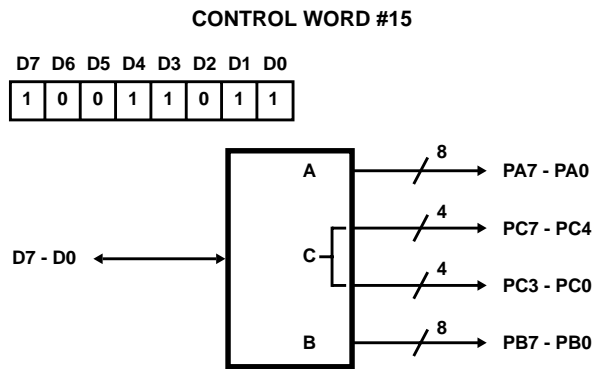 CONTROL WORD #15
D7 D6 D5 D4 D3 D2 D1 D0
1 0 0 1 1 0 1 1
A
8
PA7 - PA0
4
PC7 - PC4
D7 - D0
C
4
PC3 - PC0
B
8
PB7 - PB0